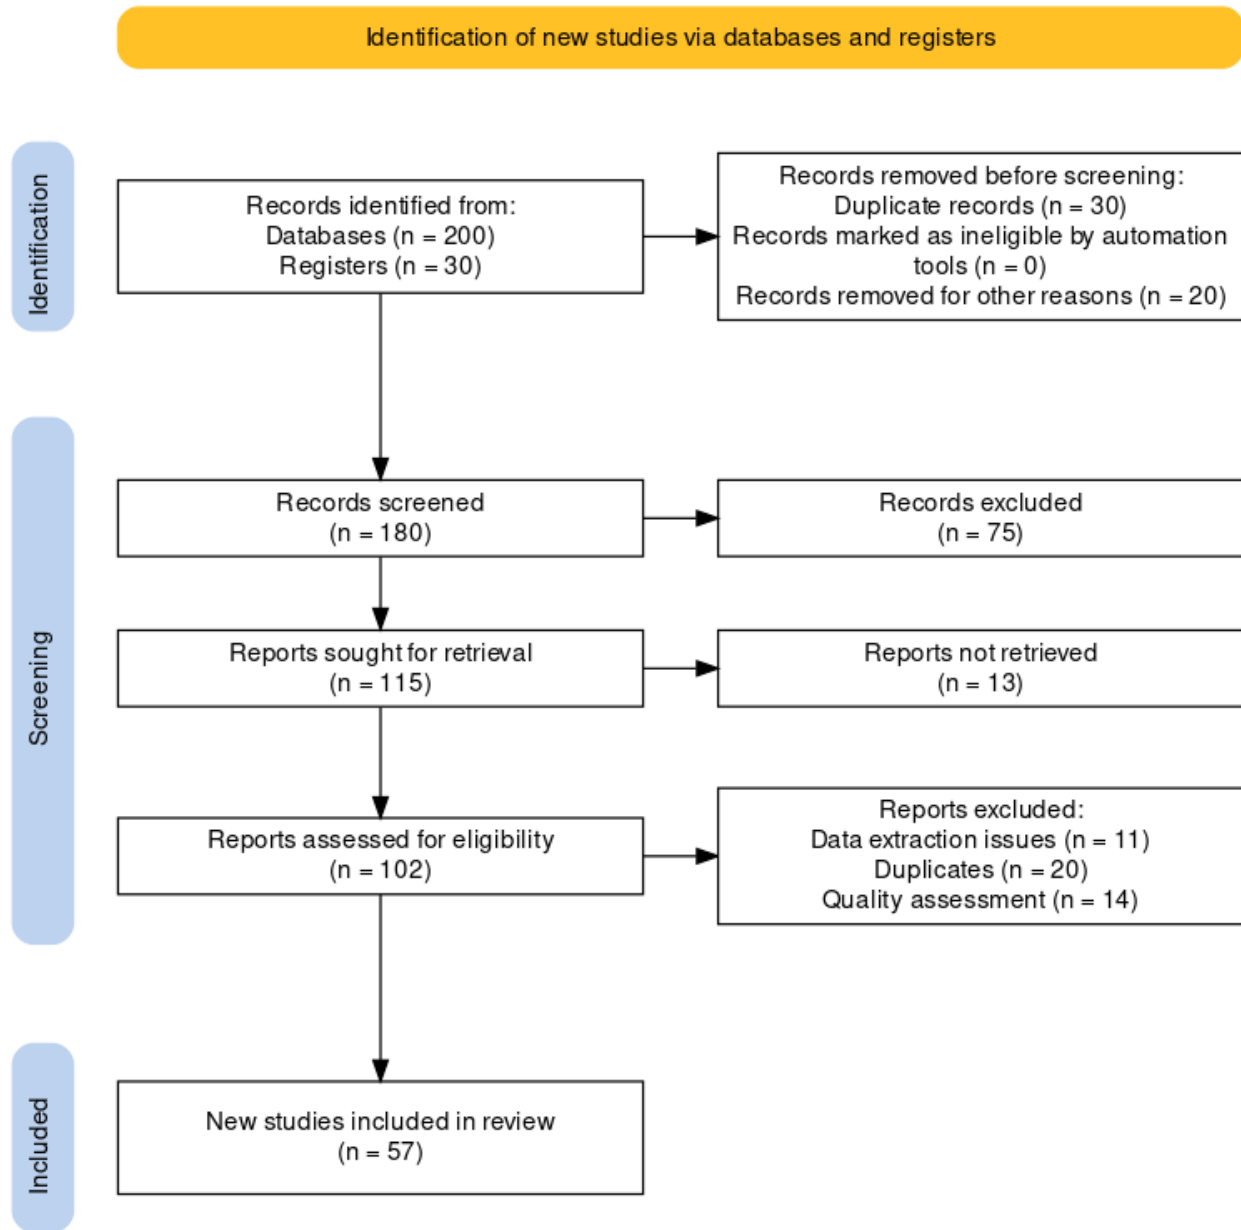 Identification of new studies via databases and registers
Identification
Records identified from:
Databases (n = 200)
Registers (n = 30)
Records removed before screening:
Duplicate records (n = 30)
Records marked as ineligible by automation
tools (n = 0)
Records removed for other reasons (n = 20)
Screening
Records screened
(n = 180)
Records excluded
(n = 75)
Reports sought for retrieval
(n = 115)
Reports not retrieved
(n = 13)
Reports assessed for eligibility
(n = 102)
Reports excluded:
Data extraction issues (n = 11)
Duplicates (n = 20)
Quality assessment (n = 14)
Included
New studies included in review
(n = 57)